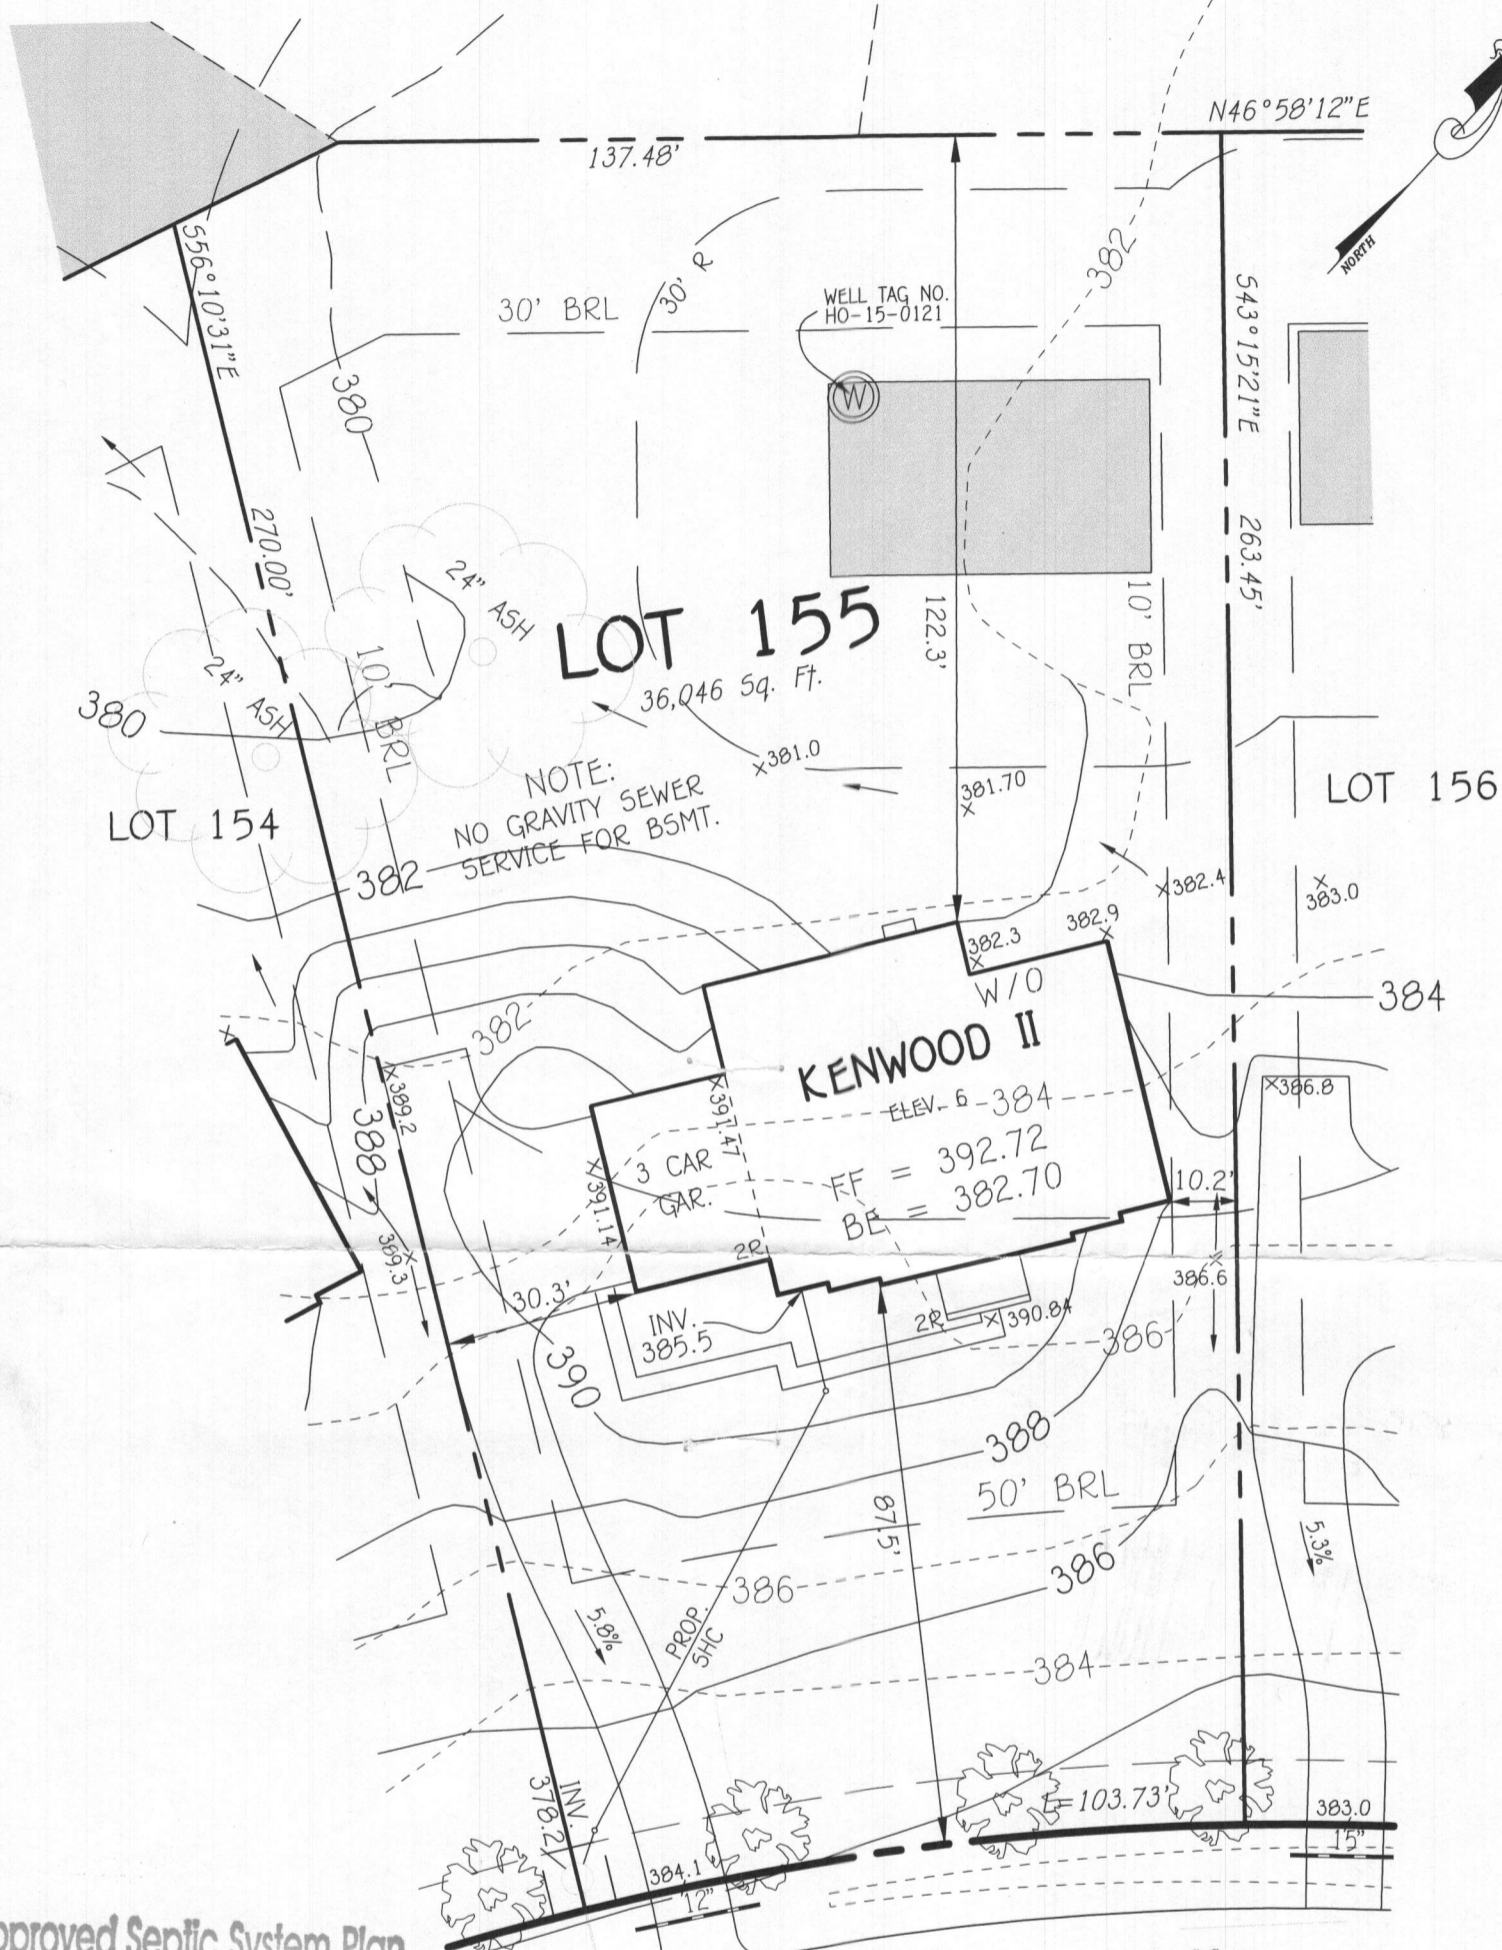 N46°58'12"E
137.48'
NORTH
S56°10'31"E
270.00'
30' BRL
30' R
WELL TAG NO.
HO-15-0121
W
382
380
S43°15'21"E
263.45'
24" ASH
24" ASH
10' BRL
10' BRL
122.3'
LOT 155
36,046 Sq. Ft.
380
381.0
381.70
NOTE:
NO GRAVITY SEWER
SERVICE FOR BSMT.
LOT 154
LOT 156
382
382.4
383.0
382.9
382.3
W/O
384
382
KENWOOD II
ELEV. 6
384
386.8
389.2
388
391.47
3 CAR
GAR.
391.14
FF = 392.72
BE = 382.70
10.2'
386.6
389.3
2R
30.3'
INV.
385.5
2R
390.84
386
390
388
50' BRL
87.5'
386
386
5.3%
5.8%
PROP.
SHC
384
INV.
378.2
L=103.73'
383.0
15"
384.1
12"
Septic System Plan